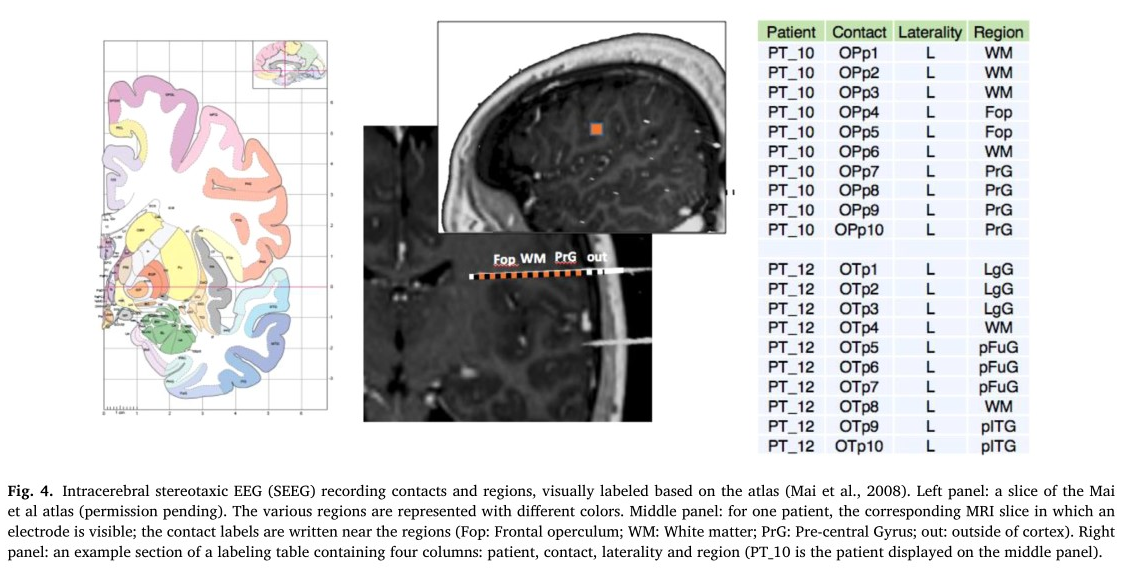 Fop WM PrG out
Patient Contact Laterality Region
PT_10 OPp1 L WM
PT_10 OPp2 L WM
PT_10 OPp3 L WM
PT_10 OPp4 L Fop
PT_10 OPp5 L Fop
PT_10 OPp6 L WM
PT_10 OPp7 L PrG
PT_10 OPp8 L PrG
PT_10 OPp9 L PrG
PT_10 OPp10 L PrG
PT_12 OTp1 L LgG
PT_12 OTp2 L LgG
PT_12 OTp3 L LgG
PT_12 OTp4 L WM
PT_12 OTp5 L pFuG
PT_12 OTp6 L pFuG
PT_12 OTp7 L pFuG
PT_12 OTp8 L WM
PT_12 OTp9 L pITG
PT_12 OTp10 L pITG
Fig. 4. Intracerebral stereotaxic EEG (SEEG) recording contacts and regions, visually labeled based on the atlas (Mai et al., 2008). Left panel: a slice of the Mai
et al atlas (permission pending). The various regions are represented with different colors. Middle panel: for one patient, the corresponding MRI slice in which an
electrode is visible; the contact labels are written near the regions (Fop: Frontal operculum; WM: White matter; PrG: Pre-central Gyrus; out: outside of cortex). Right
panel: an example section of a labeling table containing four columns: patient, contact, laterality and region (PT_10 is the patient displayed on the middle panel).